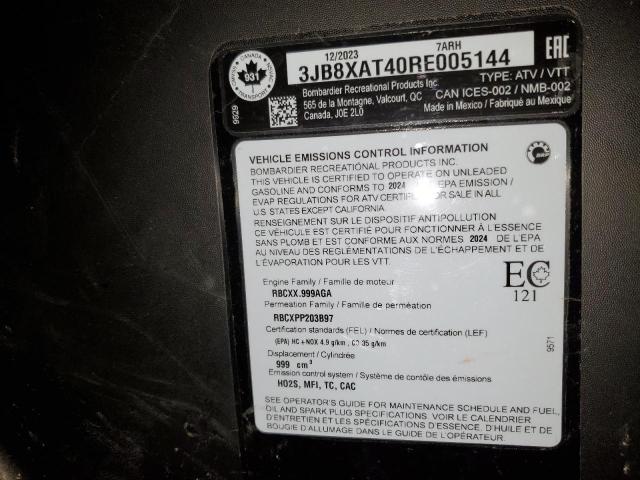 CANADA
931
TRANSPORT
12/2023
7ARH
3JB8XAT40RE005144
EAC
Bombardier Recreational Products Inc.
565 de la Montagne, Valcourt, QC
Canada, J0E 2L0
TYPE: ATV / VTT
CAN ICES-002 / NMB-002
Made in Mexico / Fabriqué au Mexique
9929
VEHICLE EMISSIONS CONTROL INFORMATION
BOMBARDIER RECREATIONAL PRODUCTS INC.
THIS VEHICLE IS CERTIFIED TO OPERATE ON UNLEADED
GASOLINE AND CONFORMS TO 2024 U.S. EPA EMISSION /
EVAP REGULATIONS FOR ATV CERTIFIED FOR SALE IN ALL
U.S STATES EXCEPT CALIFORNIA.
RENSEIGNEMENT SUR LE DISPOSITIF ANTIPOLLUTION
CE VÉHICULE EST CERTIFIÉ POUR FONCTIONNER À L'ESSENCE
SANS PLOMB ET EST CONFORME AUX NORMES 2024 DE L'EPA
AU NIVEAU DES RÉGLEMENTATIONS DE L'ÉCHAPPEMENT ET DE
L'ÉVAPORATION POUR LES VTT.
Engine Family / Famille de moteur
RBCXX.999AGA
Permeation Family / Famille de perméation
RBCXPP203B97
Certification standards (FEL) / Normes de certification (LEF)
(EPA) HC + NOX 4.9 g/km , CO 35 g/km
Displacement / Cylindrée
999 cm³
Emission control system / Système de contrôle des émissions
HO2S, MFI, TC, CAC
EC
121
9571
SEE OPERATOR'S GUIDE FOR MAINTENANCE SCHEDULE AND FUEL,
OIL AND SPARK PLUG SPECIFICATIONS. VOIR LE CALENDRIER
D'ENTRETIEN ET LES SPÉCIFICATIONS D'ESSENCE, D'HUILE ET DE
BOUGIE D'ALLUMAGE DANS LE GUIDE DE L'OPÉRATEUR.